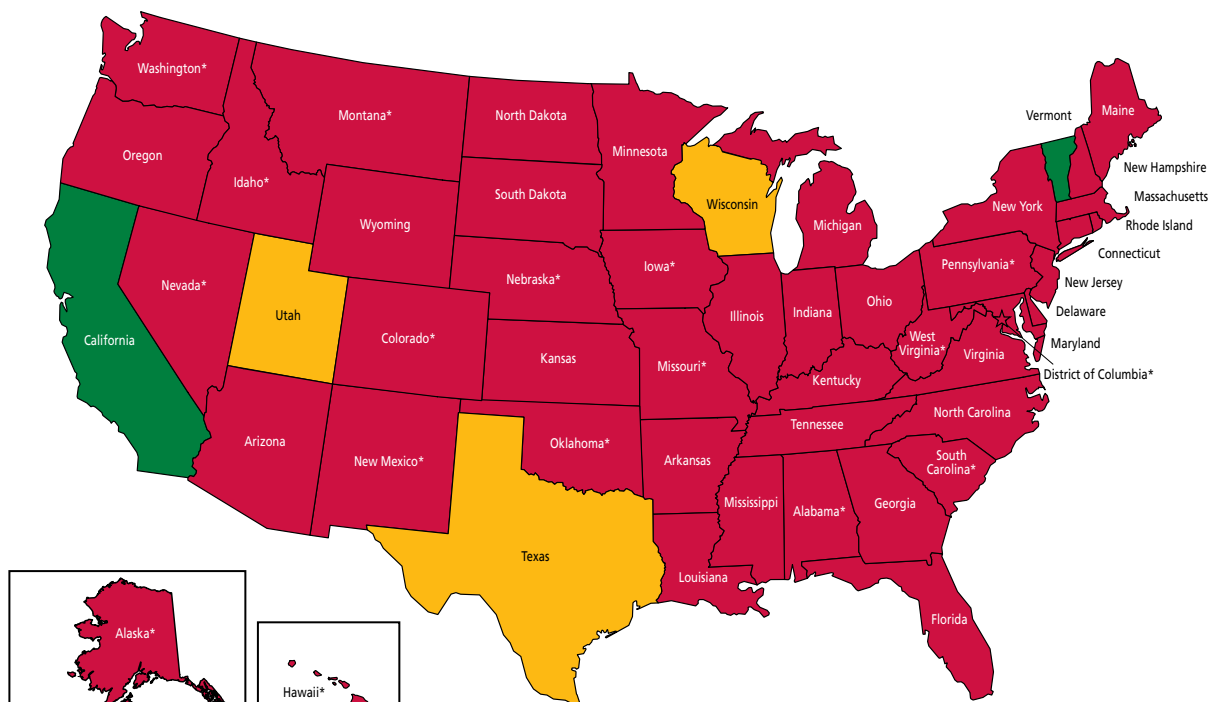 Washington*
Montana*
North Dakota
Minnesota
Vermont
Maine
Oregon
Idaho*
South Dakota
Wisconsin
Michigan
New York
New Hampshire
Massachusetts
Rhode Island
Connecticut
Wyoming
Nebraska*
Iowa*
Pennsylvania*
New Jersey
Delaware
Maryland
District of Columbia*
Nevada*
Utah
Colorado*
California
Kansas
Missouri*
Illinois
Indiana
Ohio
West
Virginia*
Virginia
Kentucky
North Carolina
Tennessee
South
Carolina*
Arizona
New Mexico*
Oklahoma*
Arkansas
Mississippi
Alabama*
Georgia
Texas
Louisiana
Florida
Alaska*
Hawaii*